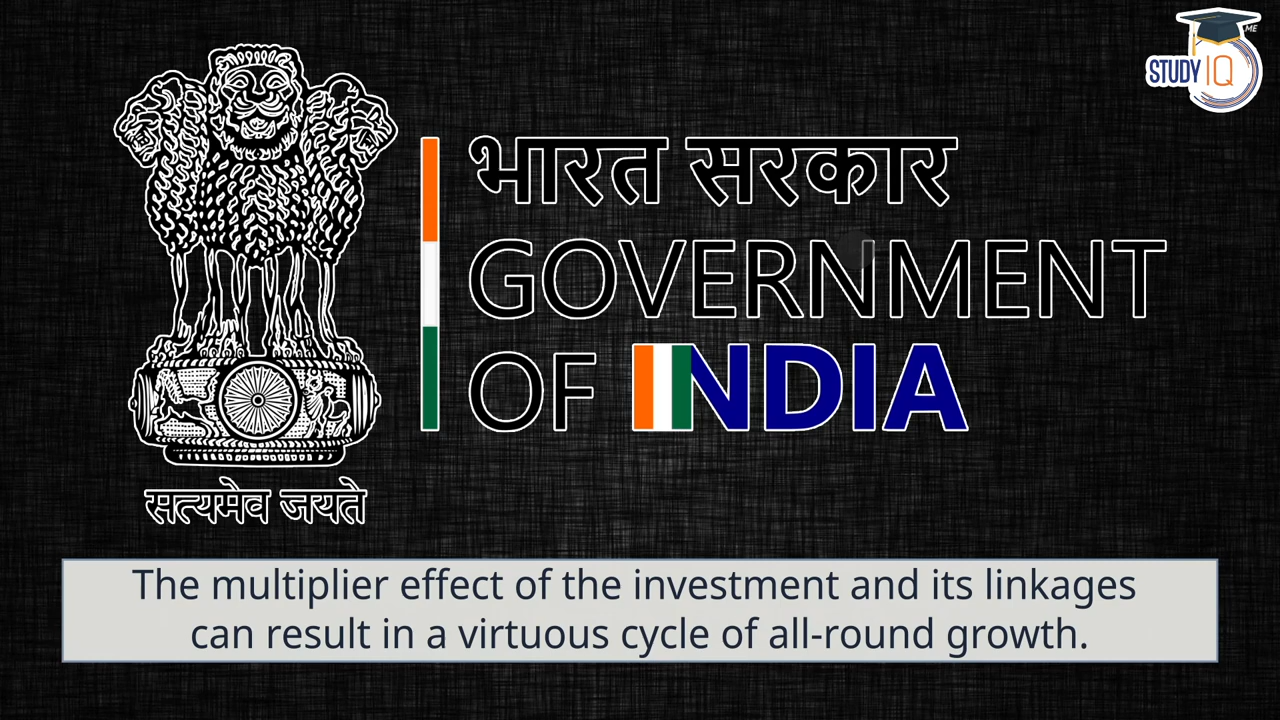 STUDY IQ
ME
भारत सरकार
GOVERNMENT
OF INDIA
सत्यमेव जयते
The multiplier effect of the investment and its linkages
can result in a virtuous cycle of all-round growth.